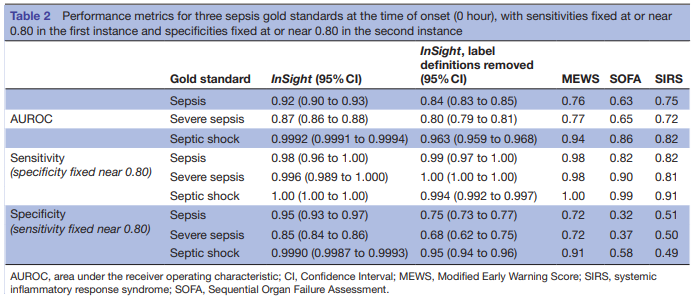 Table 2 Performance metrics for three sepsis gold standards at the time of onset (0 hour), with sensitivities fixed at or near
0.80 in the first instance and specificities fixed at or near 0.80 in the second instance
InSight, label
definitions removed
Gold standard InSight (95% CI) (95% CI) MEWS SOFA SIRS
Sepsis 0.92 (0.90 to 0.93) 0.84 (0.83 to 0.85) 0.76 0.63 0.75
AUROC Severe sepsis 0.87 (0.86 to 0.88) 0.80 (0.79 to 0.81) 0.77 0.65 0.72
Septic shock 0.9992 (0.9991 to 0.9994) 0.963 (0.959 to 0.968) 0.94 0.86 0.82
Sensitivity Sepsis 0.98 (0.96 to 1.00) 0.99 (0.97 to 1.00) 0.98 0.82 0.82
(specificity fixed near 0.80) Severe sepsis 0.996 (0.989 to 1.000) 1.00 (1.00 to 1.00) 0.98 0.90 0.81
Septic shock 1.00 (1.00 to 1.00) 0.994 (0.992 to 0.997) 1.00 0.99 0.91
Specificity Sepsis 0.95 (0.93 to 0.97) 0.75 (0.73 to 0.77) 0.72 0.32 0.51
(sensitivity fixed near 0.80) Severe sepsis 0.85 (0.84 to 0.86) 0.68 (0.62 to 0.75) 0.72 0.37 0.50
Septic shock 0.9990 (0.9987 to 0.9993) 0.95 (0.94 to 0.96) 0.91 0.58 0.49
AUROC, area under the receiver operating characteristic; CI, Confidence Interval; MEWS, Modified Early Warning Score; SIRS, systemic
inflammatory response syndrome; SOFA, Sequential Organ Failure Assessment.